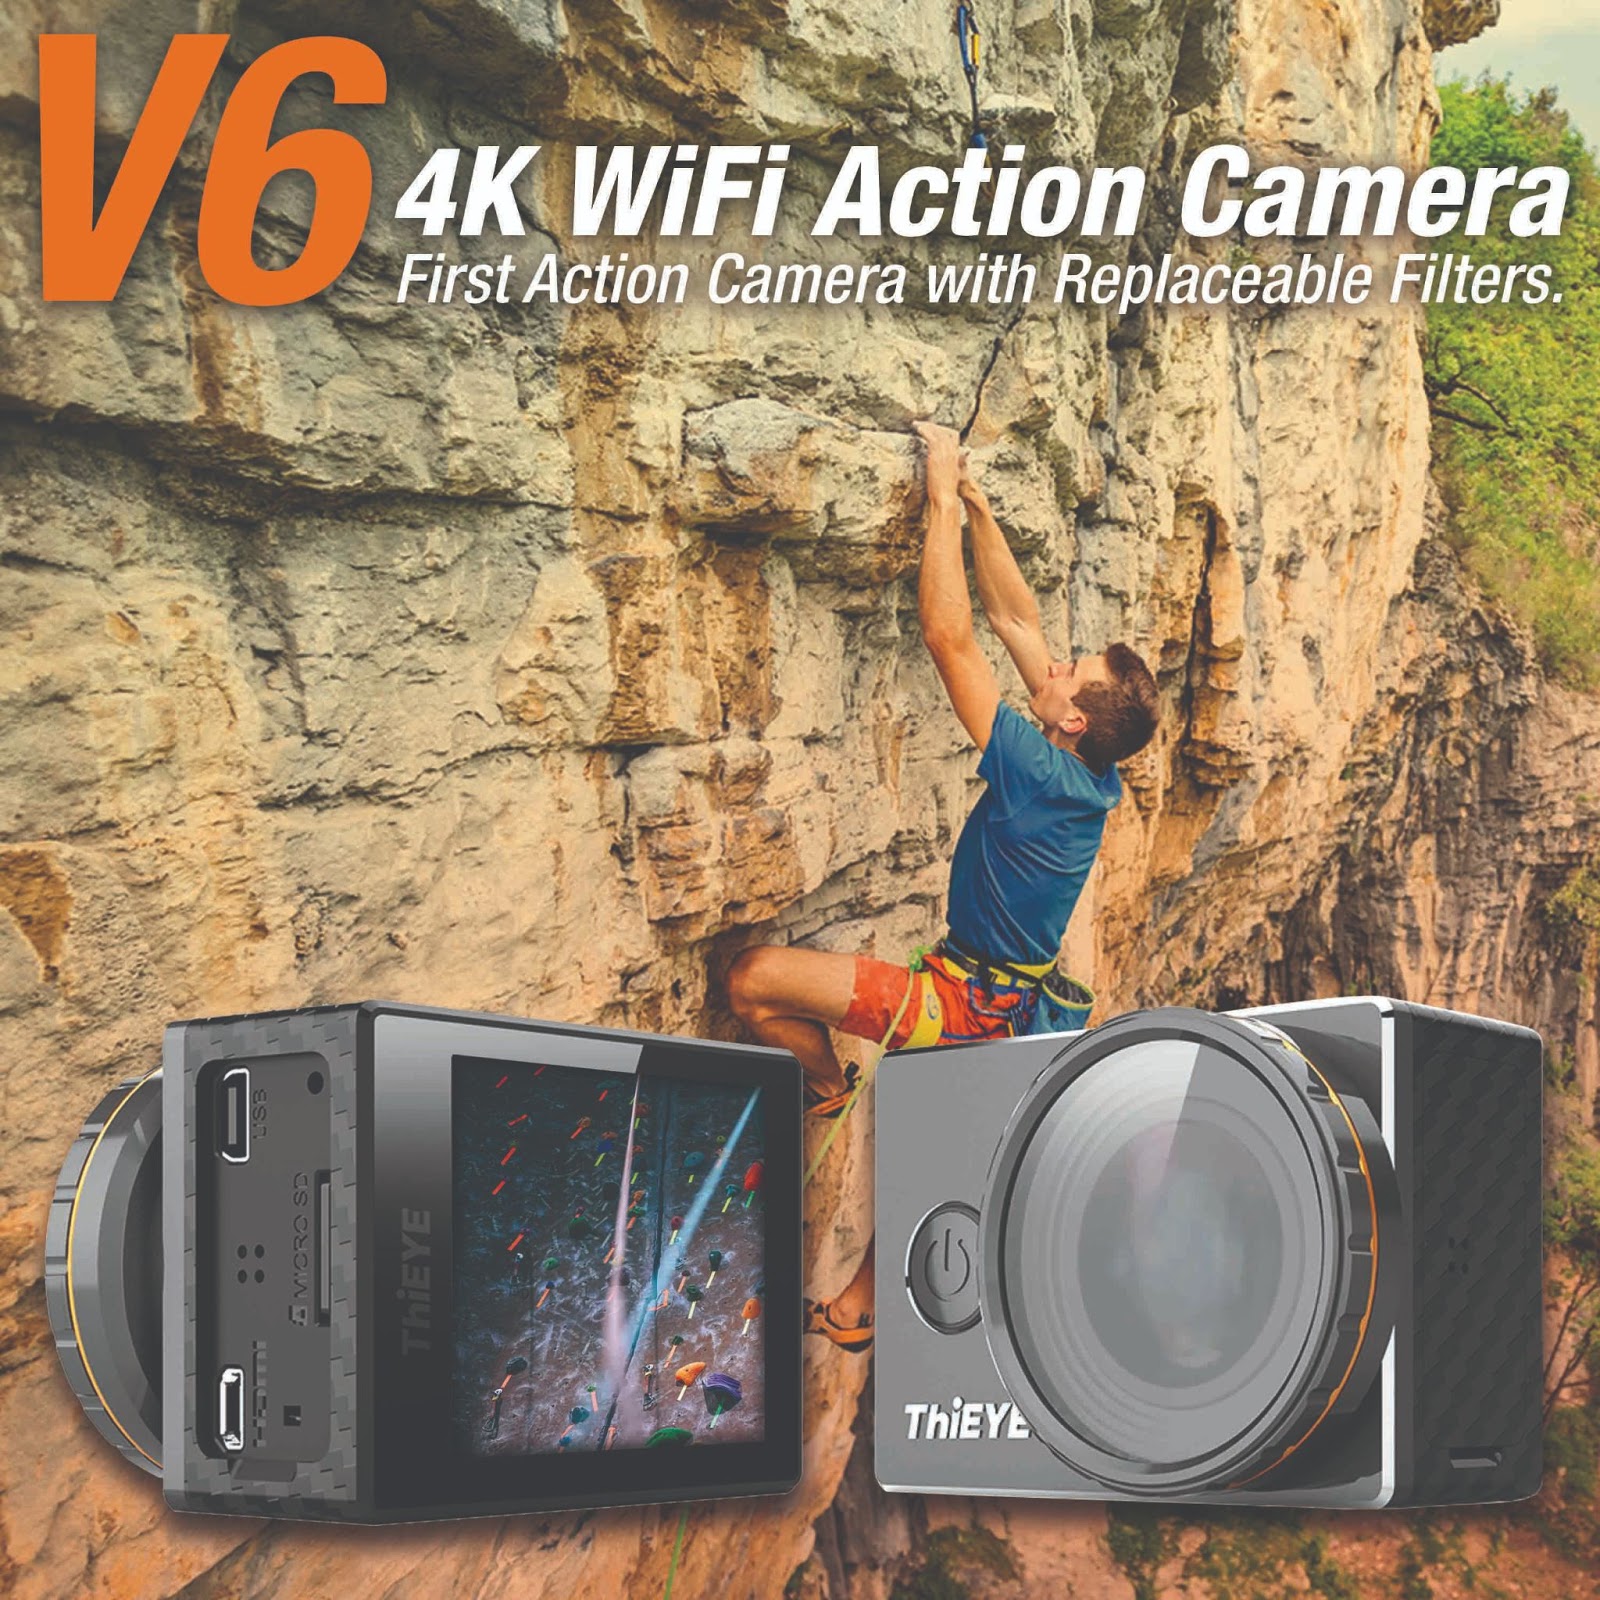 V6
4K WiFi Action Camera
First Action Camera with Replaceable Filters.
USB
MICRO SD
HDMI
ThiEYE
ThiEYE